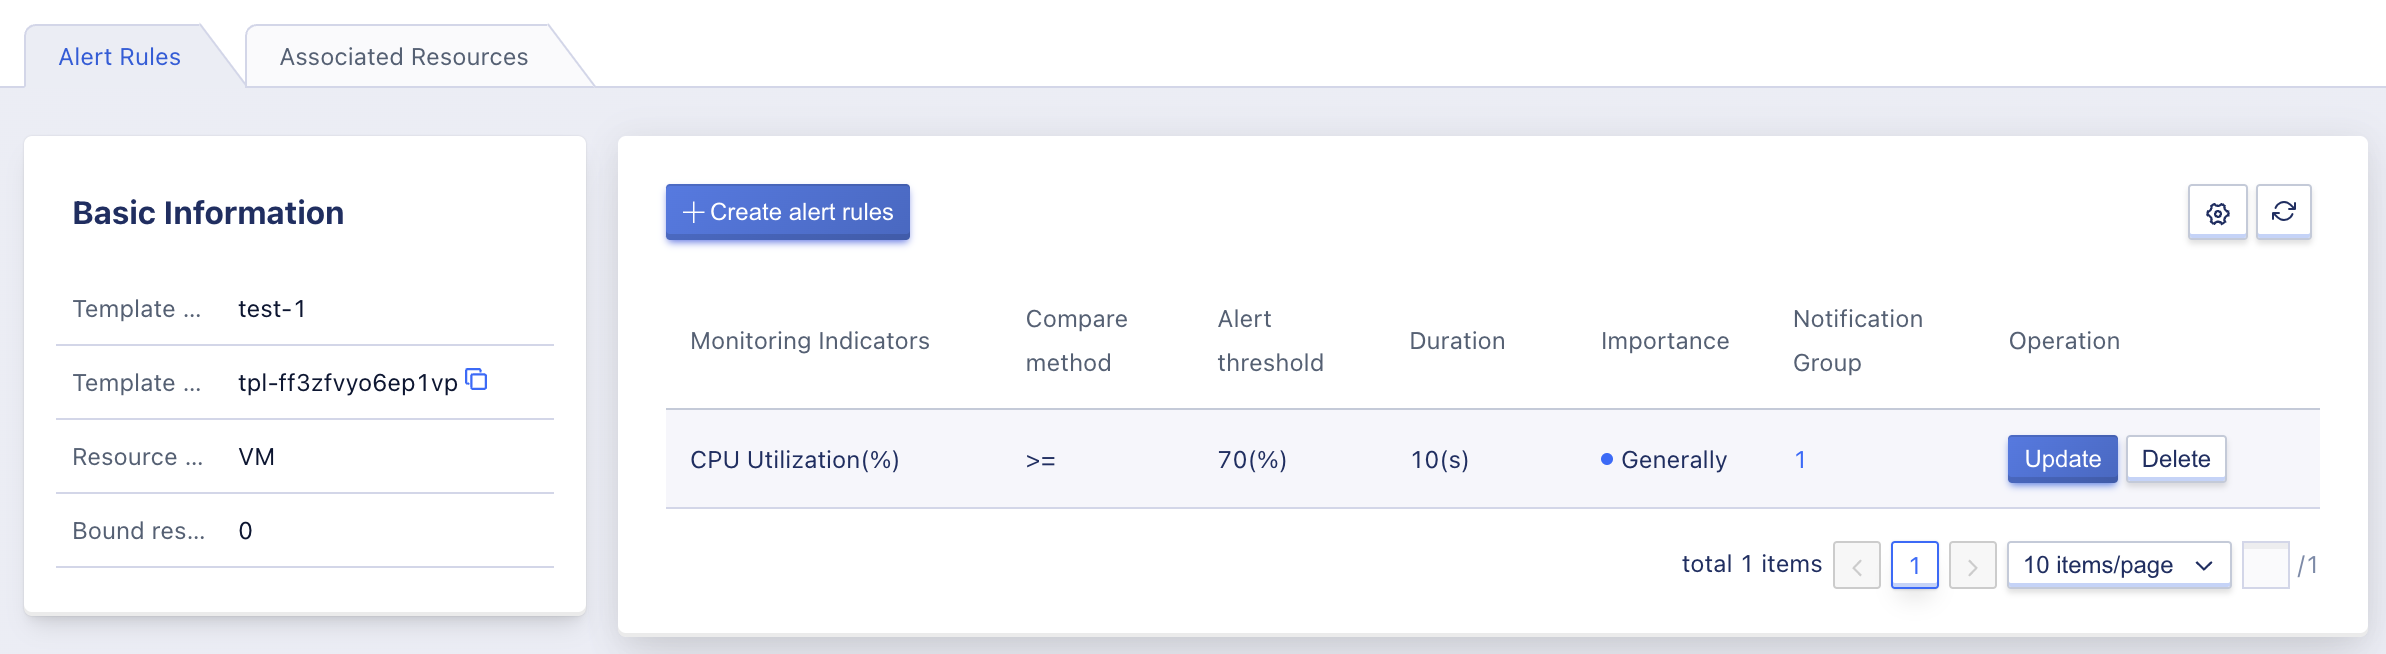 Alert Rules
Associated Resources
Basic Information
Template ... test-1
Template ... tpl-ff3zfvyo6ep1vp
Resource ... VM
Bound res... 0
Create alert rules
Monitoring Indicators
Compare
method
Alert
threshold
Duration
Importance
Notification
Group
Operation
CPU Utilization(%) >= 70(%) 10(s) Generally 1 Update Delete
total 1 items 1 10 items/page /1